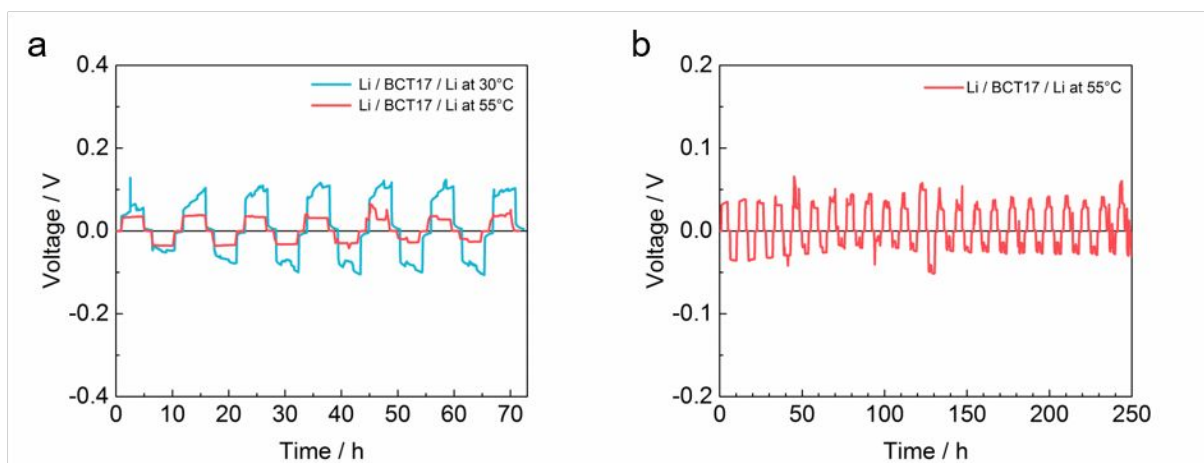 a
0.4
0.2
0.0
-0.2
-0.4
Voltage / V
Li / BCT17 / Li at 30°C
Li / BCT17 / Li at 55°C
0 10 20 30 40 50 60 70
Time / h
b
0.2
0.1
0.0
-0.1
-0.2
Voltage / V
Li / BCT17 / Li at 55°C
0 50 100 150 200 250
Time / h